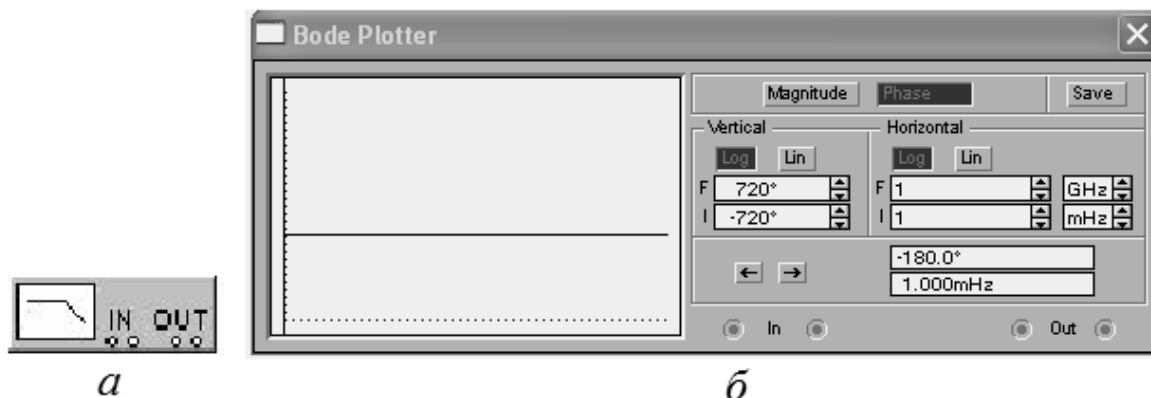 Bode Plotter
Magnitude Phase Save
Vertical Horizontal
Log Lin Log Lin
F 720° F 1 GHz
I -720° I 1 mHz
← → -180.0°
1.000mHz
In Out
IN OUT
а б